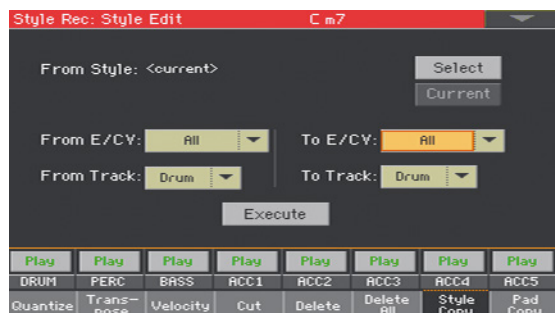 Style Rec: Style Edit C m7
From Style: <current> Select
Current
From E/CV: All To E/CV: All
From Track: Drum To Track: Drum
Execute
Play Play Play Play Play Play Play Play
DRUM PERC BASS ACC1 ACC2 ACC3 ACC4 ACC5
Quantize Trans- Velocity Cut Delete Delete Style Pad
pose All Copy Copy